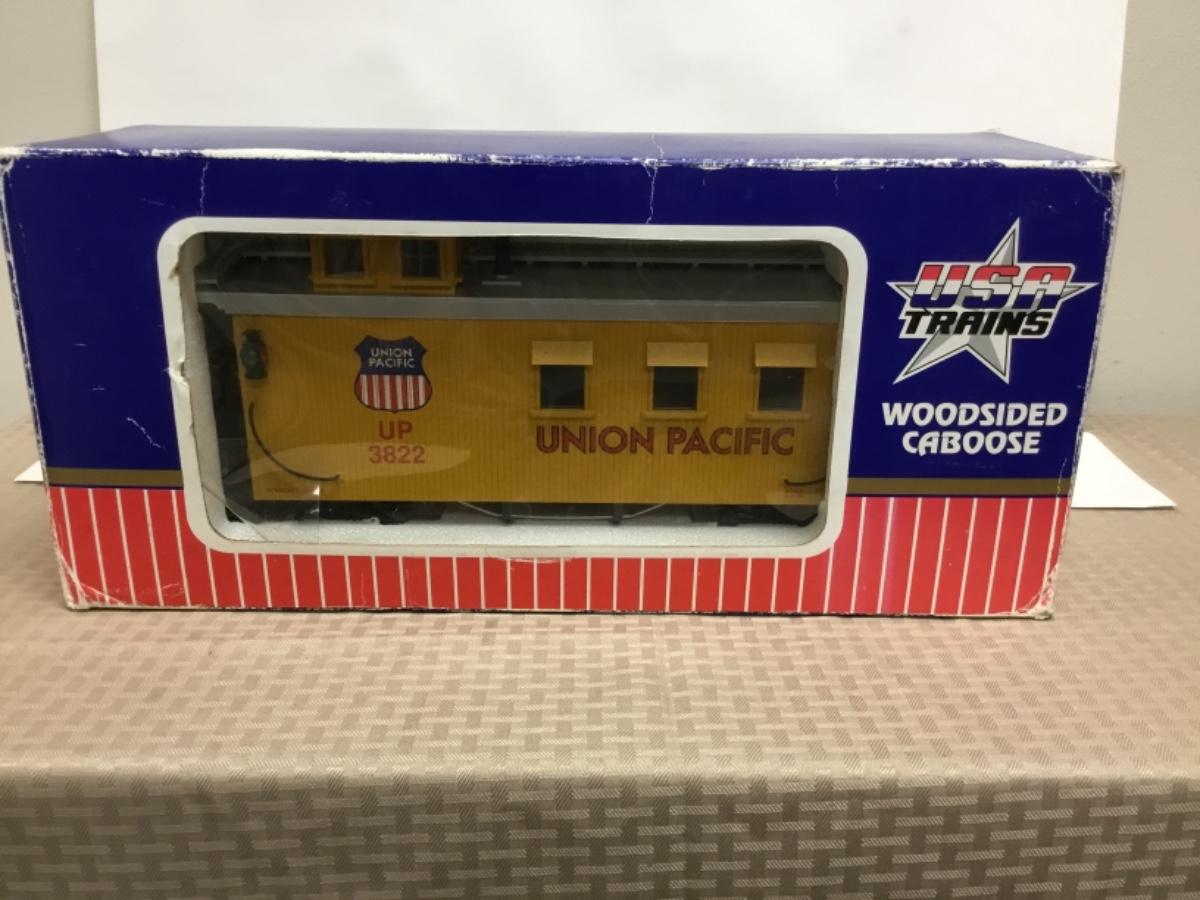 USA
TRAINS
WOODSIDED
CABOOSE
UNION
PACIFIC
UP
3822
UNION PACIFIC